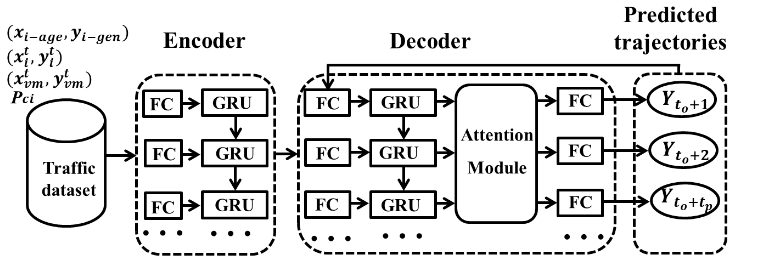 (x_{i-age}, y_{i-gen})
(x_i^t, y_i^t)
(x_{vm}^t, y_{vm}^t)
P_{ci}
Traffic
dataset
Encoder
FC GRU
FC GRU
FC GRU
• • • • • •
Decoder
FC GRU
FC GRU
FC GRU
• • • • • •
Attention
Module
FC
FC
FC
• • •
Predicted
trajectories
Y_{t_o+1}
Y_{t_o+2}
Y_{t_o+t_p}